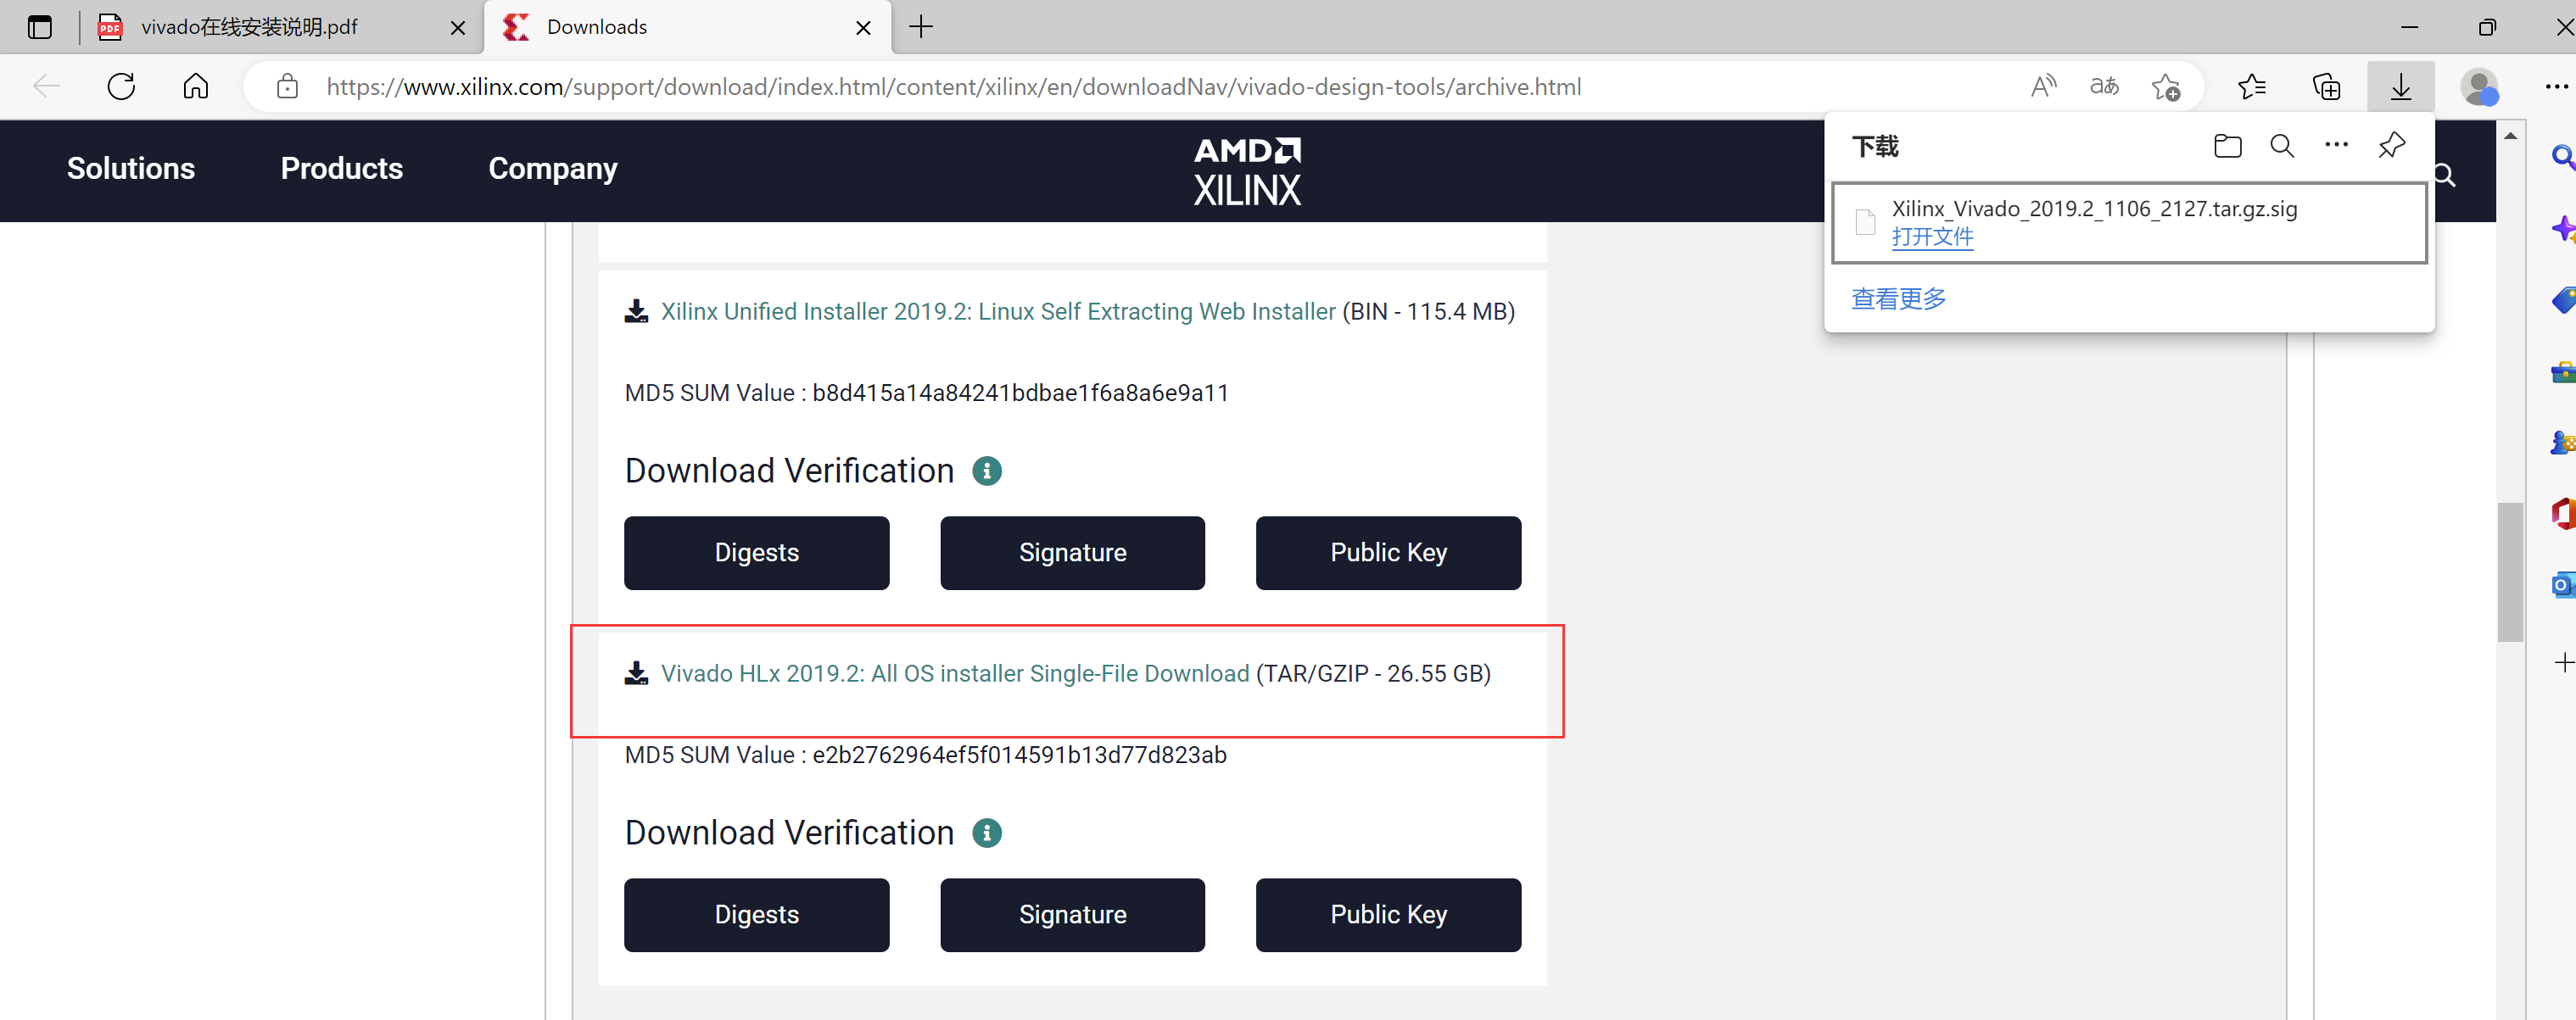 vivado在线安装说明.pdf
Downloads
https://www.xilinx.com/support/download/index.html/content/xilinx/en/downloadNav/vivado-design-tools/archive.html
Solutions
Products
Company
AMD
XILINX
下载
Xilinx_Vivado_2019.2_1106_2127.tar.gz.sig
打开文件
查看更多
Xilinx Unified Installer 2019.2: Linux Self Extracting Web Installer (BIN - 115.4 MB)
MD5 SUM Value : b8d415a14a84241bdbae1f6a8a6e9a11
Download Verification
Digests
Signature
Public Key
Vivado HLx 2019.2: All OS installer Single-File Download (TAR/GZIP - 26.55 GB)
MD5 SUM Value : e2b2762964ef5f014591b13d77d823ab
Download Verification
Digests
Signature
Public Key